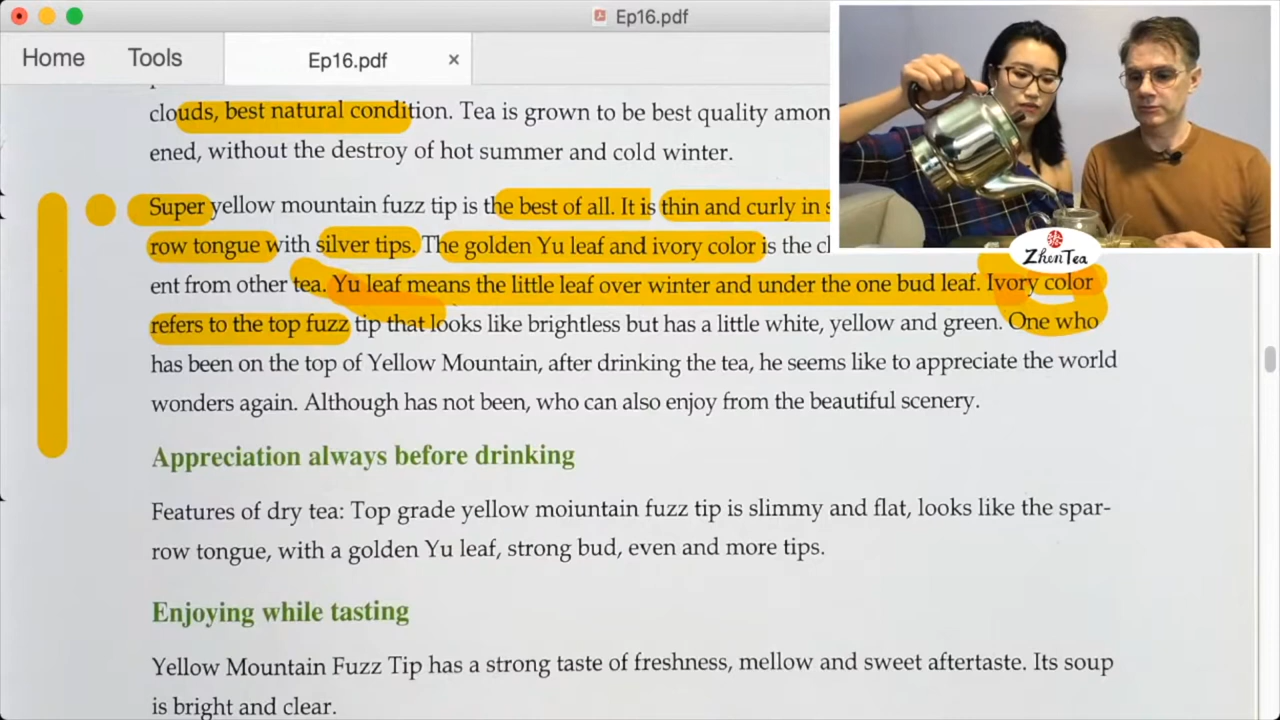 Ep16.pdf
Home Tools Ep16.pdf ×
clouds, best natural condition. Tea is grown to be best quality amon
ened, without the destroy of hot summer and cold winter.
Super yellow mountain fuzz tip is the best of all. It is thin and curly in s
row tongue with silver tips. The golden Yu leaf and ivory color is the cl
ZhenTea
ent from other tea. Yu leaf means the little leaf over winter and under the one bud leaf. Ivory color
refers to the top fuzz tip that looks like brightless but has a little white, yellow and green. One who
has been on the top of Yellow Mountain, after drinking the tea, he seems like to appreciate the world
wonders again. Although has not been, who can also enjoy from the beautiful scenery.
Appreciation always before drinking
Features of dry tea: Top grade yellow moiuntain fuzz tip is slimmy and flat, looks like the spar-
row tongue, with a golden Yu leaf, strong bud, even and more tips.
Enjoying while tasting
Yellow Mountain Fuzz Tip has a strong taste of freshness, mellow and sweet aftertaste. Its soup
is bright and clear.